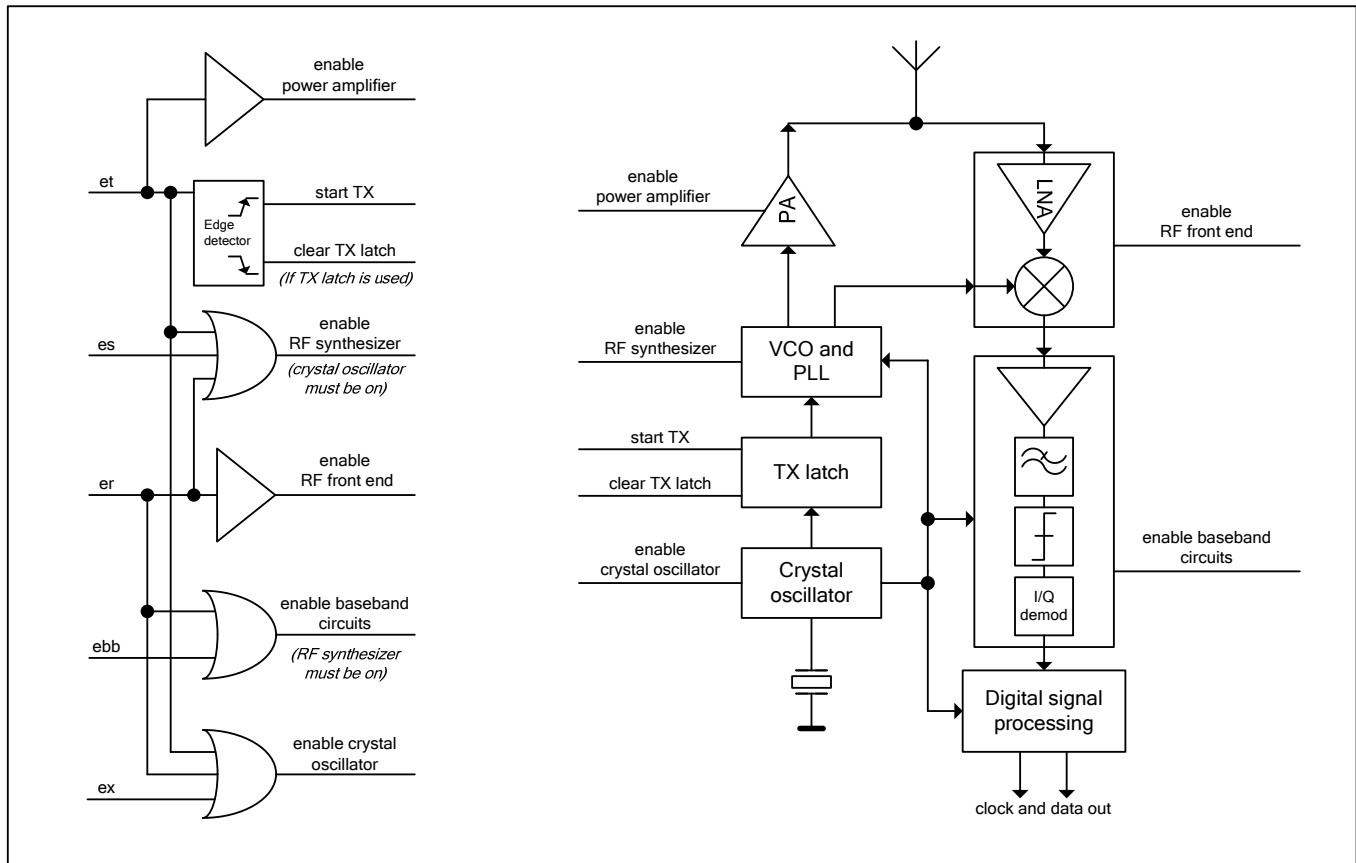 enable
power amplifier
et
Edge
detector
start TX
clear TX latch
(If TX latch is used)
es
enable
RF synthesizer
(crystal oscillator
must be on)
er
enable
RF front end
ebb
enable baseband
circuits
(RF synthesizer
must be on)
ex
enable crystal
oscillator
enable
power amplifier
PA
LNA
enable
RF front end
enable
RF synthesizer
VCO and
PLL
start TX
clear TX latch
TX latch
enable
crystal oscillator
Crystal
oscillator
I/Q
demod
enable baseband
circuits
Digital signal
processing
clock and data out